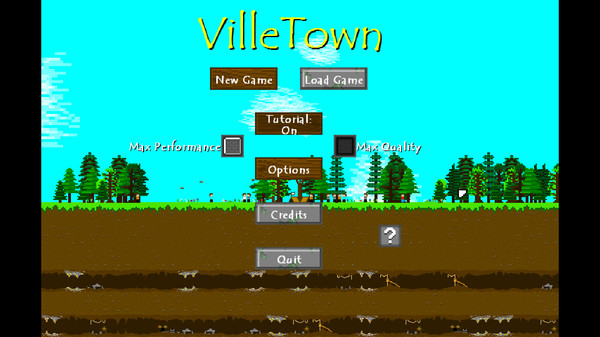 VilleTown
New Game
Load Game
Tutorial:
On
Max Performance
Max Quality
Options
Credits
?
Quit